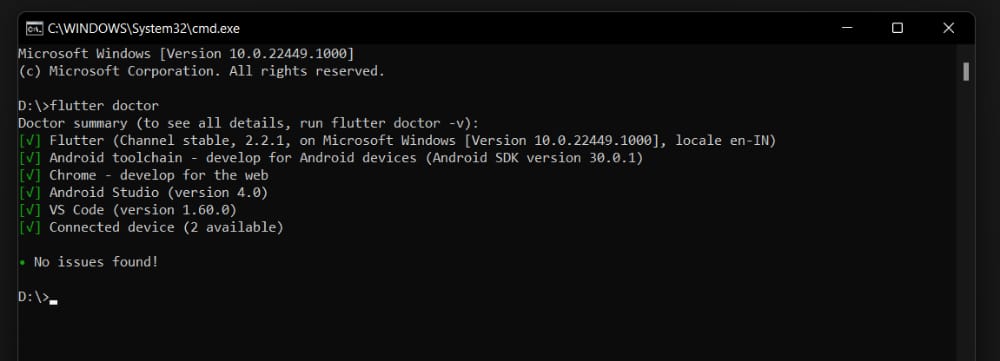 C:\WINDOWS\System32\cmd.exe
Microsoft Windows [Version 10.0.22449.1000]
(c) Microsoft Corporation. All rights reserved.
D:\>flutter doctor
Doctor summary (to see all details, run flutter doctor -v):
[√] Flutter (Channel stable, 2.2.1, on Microsoft Windows [Version 10.0.22449.1000], locale en-IN)
[√] Android toolchain - develop for Android devices (Android SDK version 30.0.1)
[√] Chrome - develop for the web
[√] Android Studio (version 4.0)
[√] VS Code (version 1.60.0)
[√] Connected device (2 available)
• No issues found!
D:\>